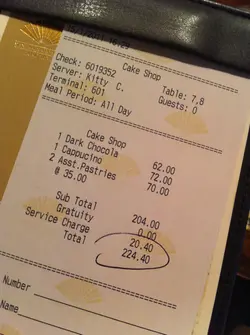 Cake Shop
Check: 6019352 Table: 7,8
Server: Kitty C. Guests: 0
Terminal: 601
Meal Period: All Day
Cake Shop
1 Dark Chocola 62.00
1 Cappucino 72.00
2 Asst.Pastries 70.00
@ 35.00
Sub Total 204.00
Gratuity 0.00
Service Charge 20.40
Total 224.40
Number
Name